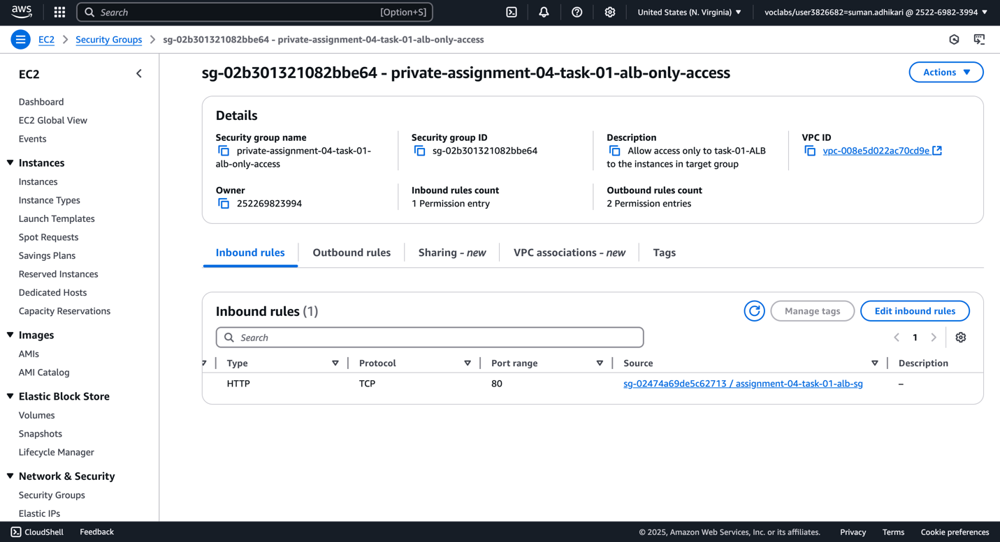 aws
Search [Option+S]
United States (N. Virginia)
voclabs/user3826682=suman.adhikari @ 2522-6982-3994
EC2
Security Groups
sg-02b301321082bbe64 - private-assignment-04-task-01-alb-only-access
EC2
Dashboard
EC2 Global View
Events
Instances
Instances
Instance Types
Launch Templates
Spot Requests
Savings Plans
Reserved Instances
Dedicated Hosts
Capacity Reservations
Images
AMIs
AMI Catalog
Elastic Block Store
Volumes
Snapshots
Lifecycle Manager
Network & Security
Security Groups
Elastic IPs
sg-02b301321082bbe64 - private-assignment-04-task-01-alb-only-access
Actions
Details
Security group name
private-assignment-04-task-01-
alb-only-access
Security group ID
sg-02b301321082bbe64
Description
Allow access only to task-01-ALB
to the instances in target group
VPC ID
vpc-008e5d022ac70cd9e
Owner
252269823994
Inbound rules count
1 Permission entry
Outbound rules count
2 Permission entries
Inbound rules
Outbound rules
Sharing - new
VPC associations - new
Tags
Inbound rules (1)
Manage tags
Edit inbound rules
Search
1
Type Protocol Port range Source Description
HTTP TCP 80 sg-02474a69de5c62713 / assignment-04-task-01-alb-sg –
CloudShell
Feedback
© 2025, Amazon Web Services, Inc. or its affiliates.
Privacy
Terms
Cookie preferences